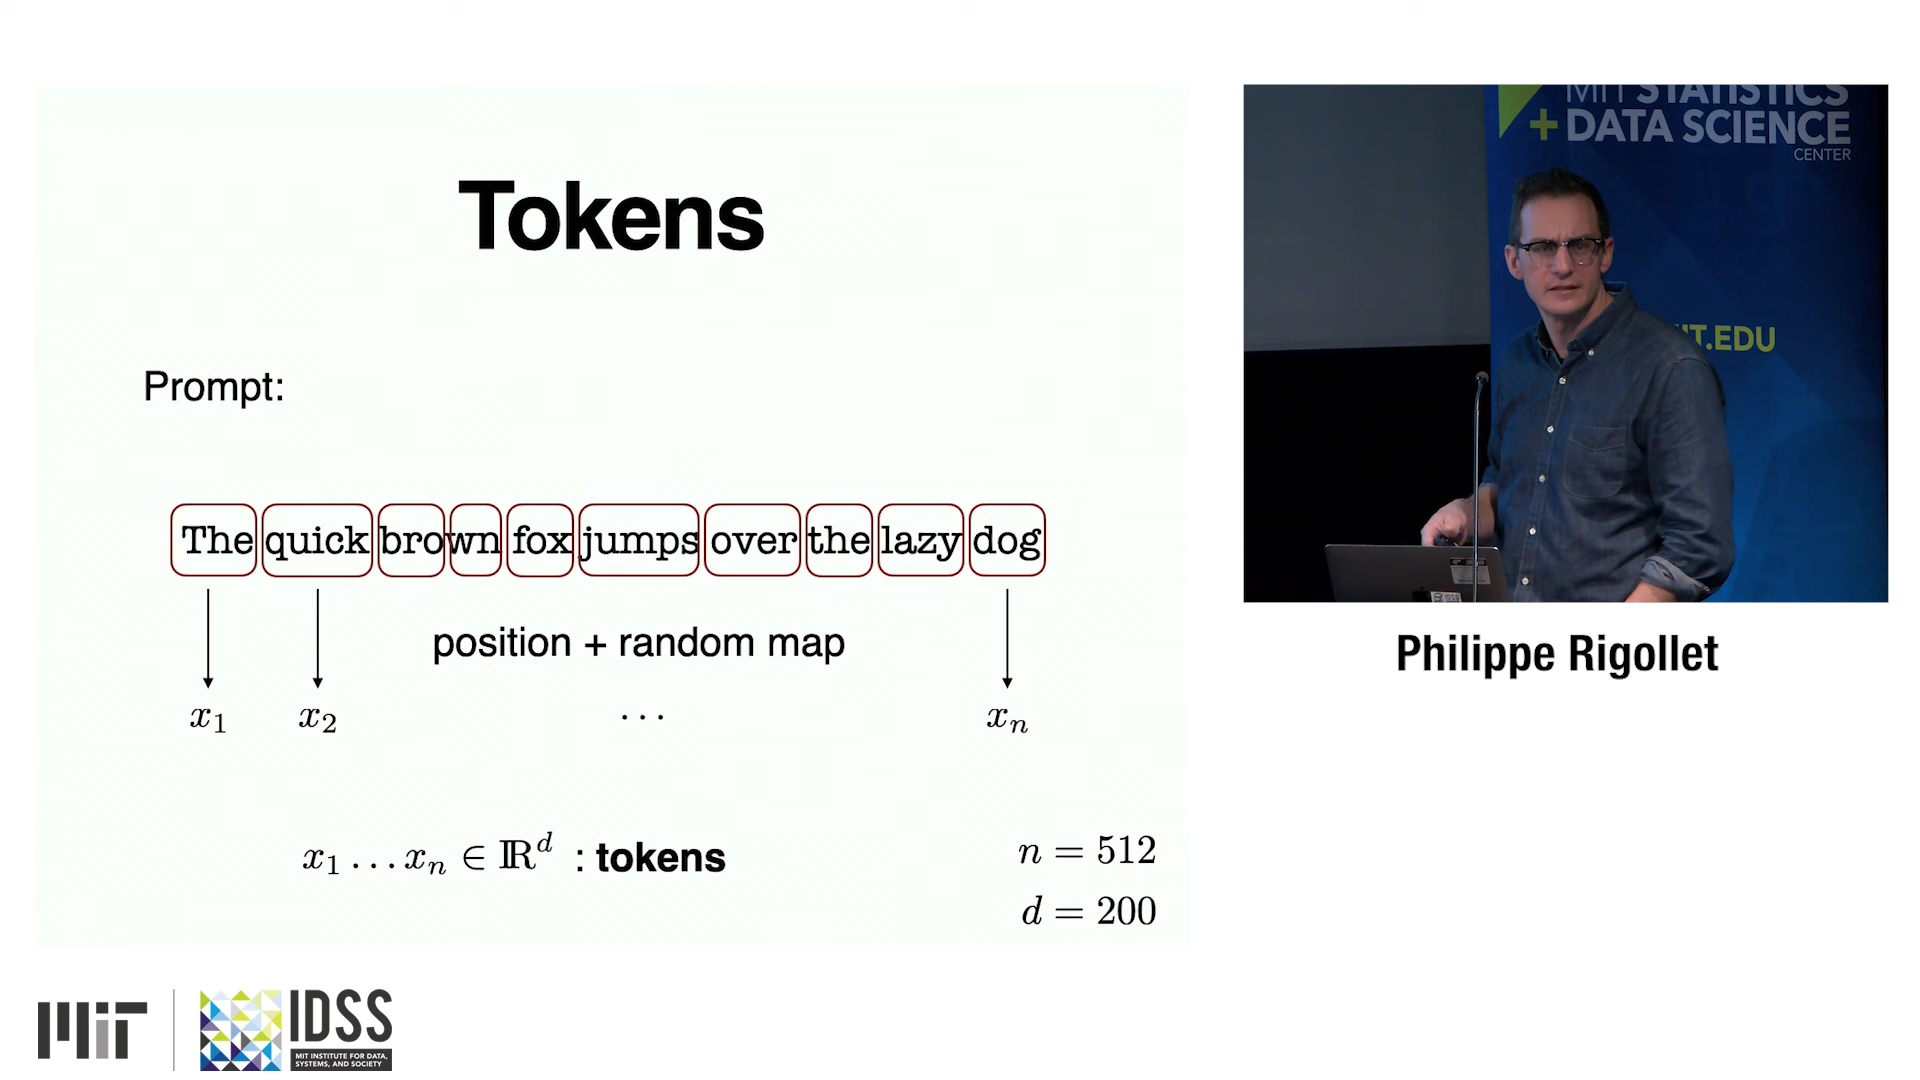 Tokens
Prompt:
The quick brown fox jumps over the lazy dog
position + random map
x₁ x₂ ... xₙ
x₁ ... xₙ ∈ ℝᵈ : tokens
n = 512
d = 200
MIT STATISTICS
+ DATA SCIENCE
CENTER
IT.EDU
Philippe Rigollet
MIT
IDSS
MIT INSTITUTE FOR DATA,
SYSTEMS, AND SOCIETY